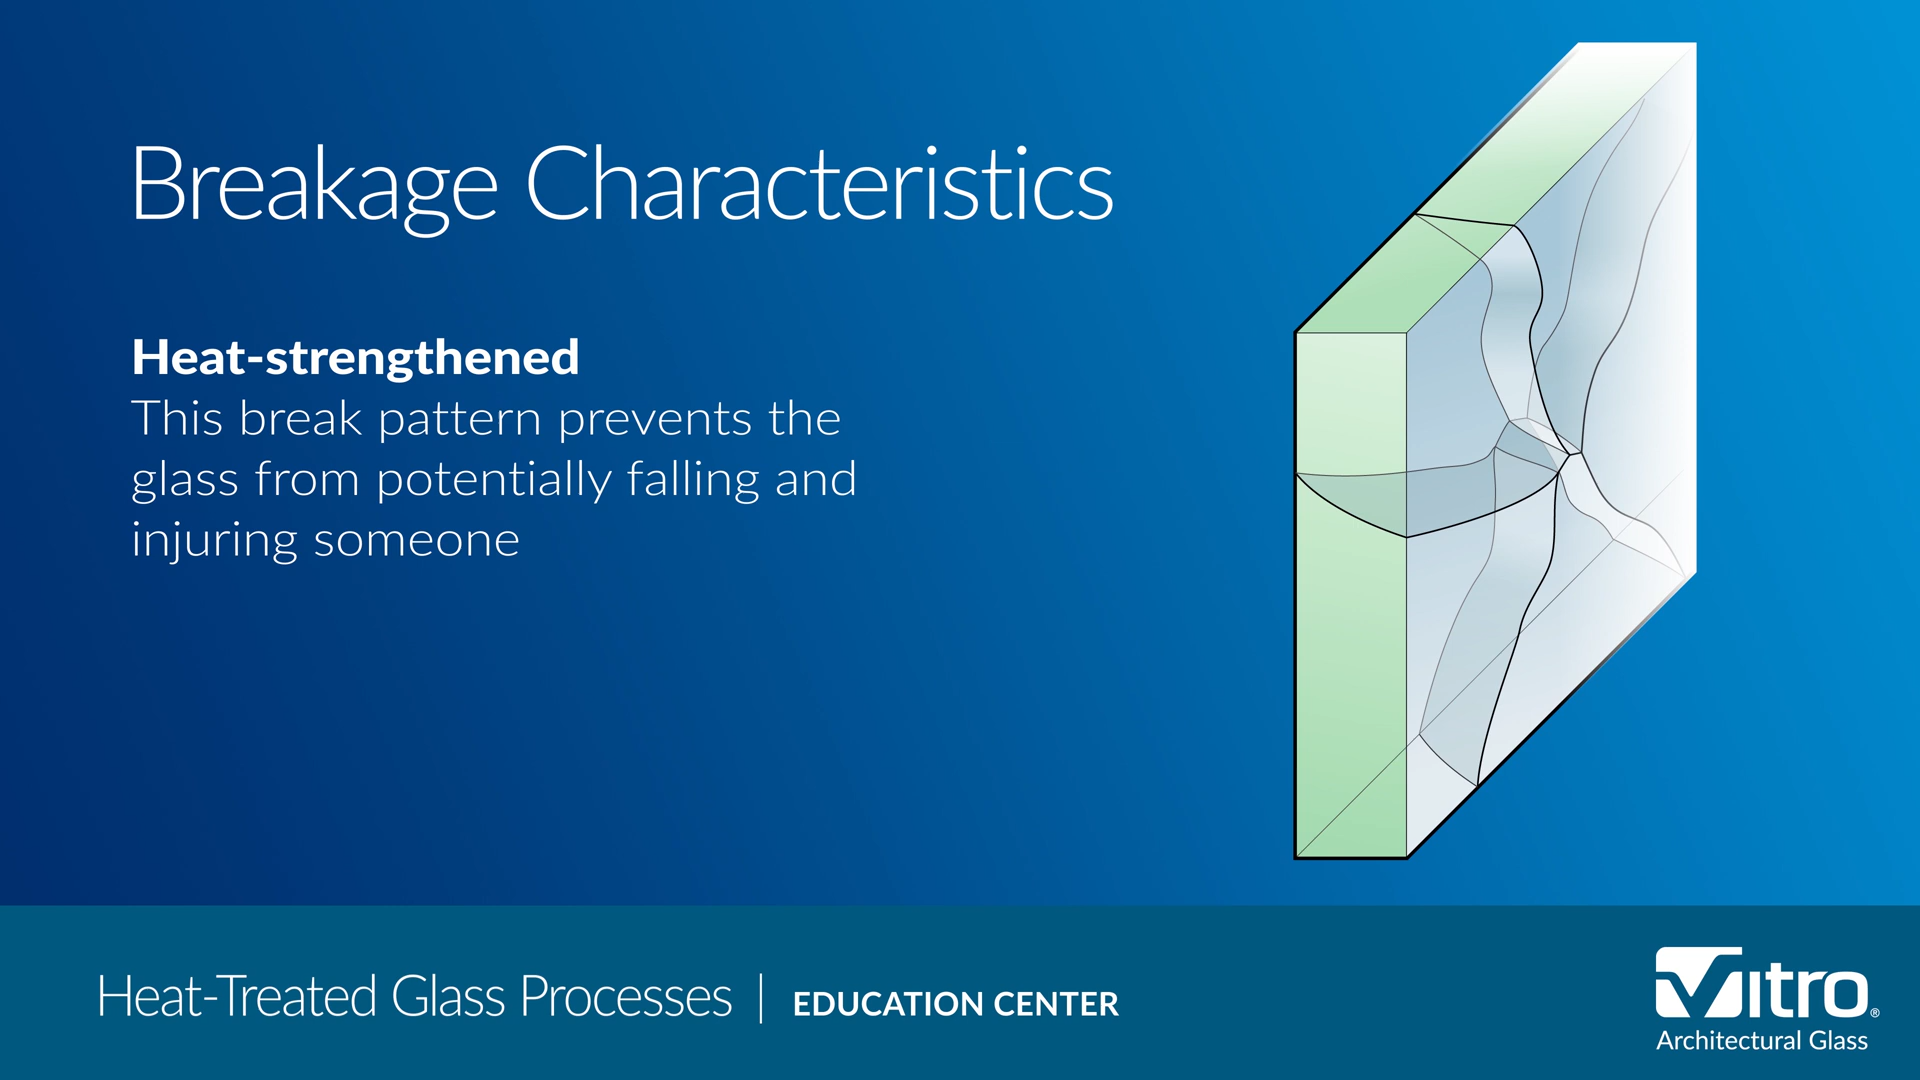 Breakage Characteristics
Heat-strengthened
This break pattern prevents the
glass from potentially falling and
injuring someone
Heat-Treated Glass Processes | EDUCATION CENTER
Vitro®
Architectural Glass